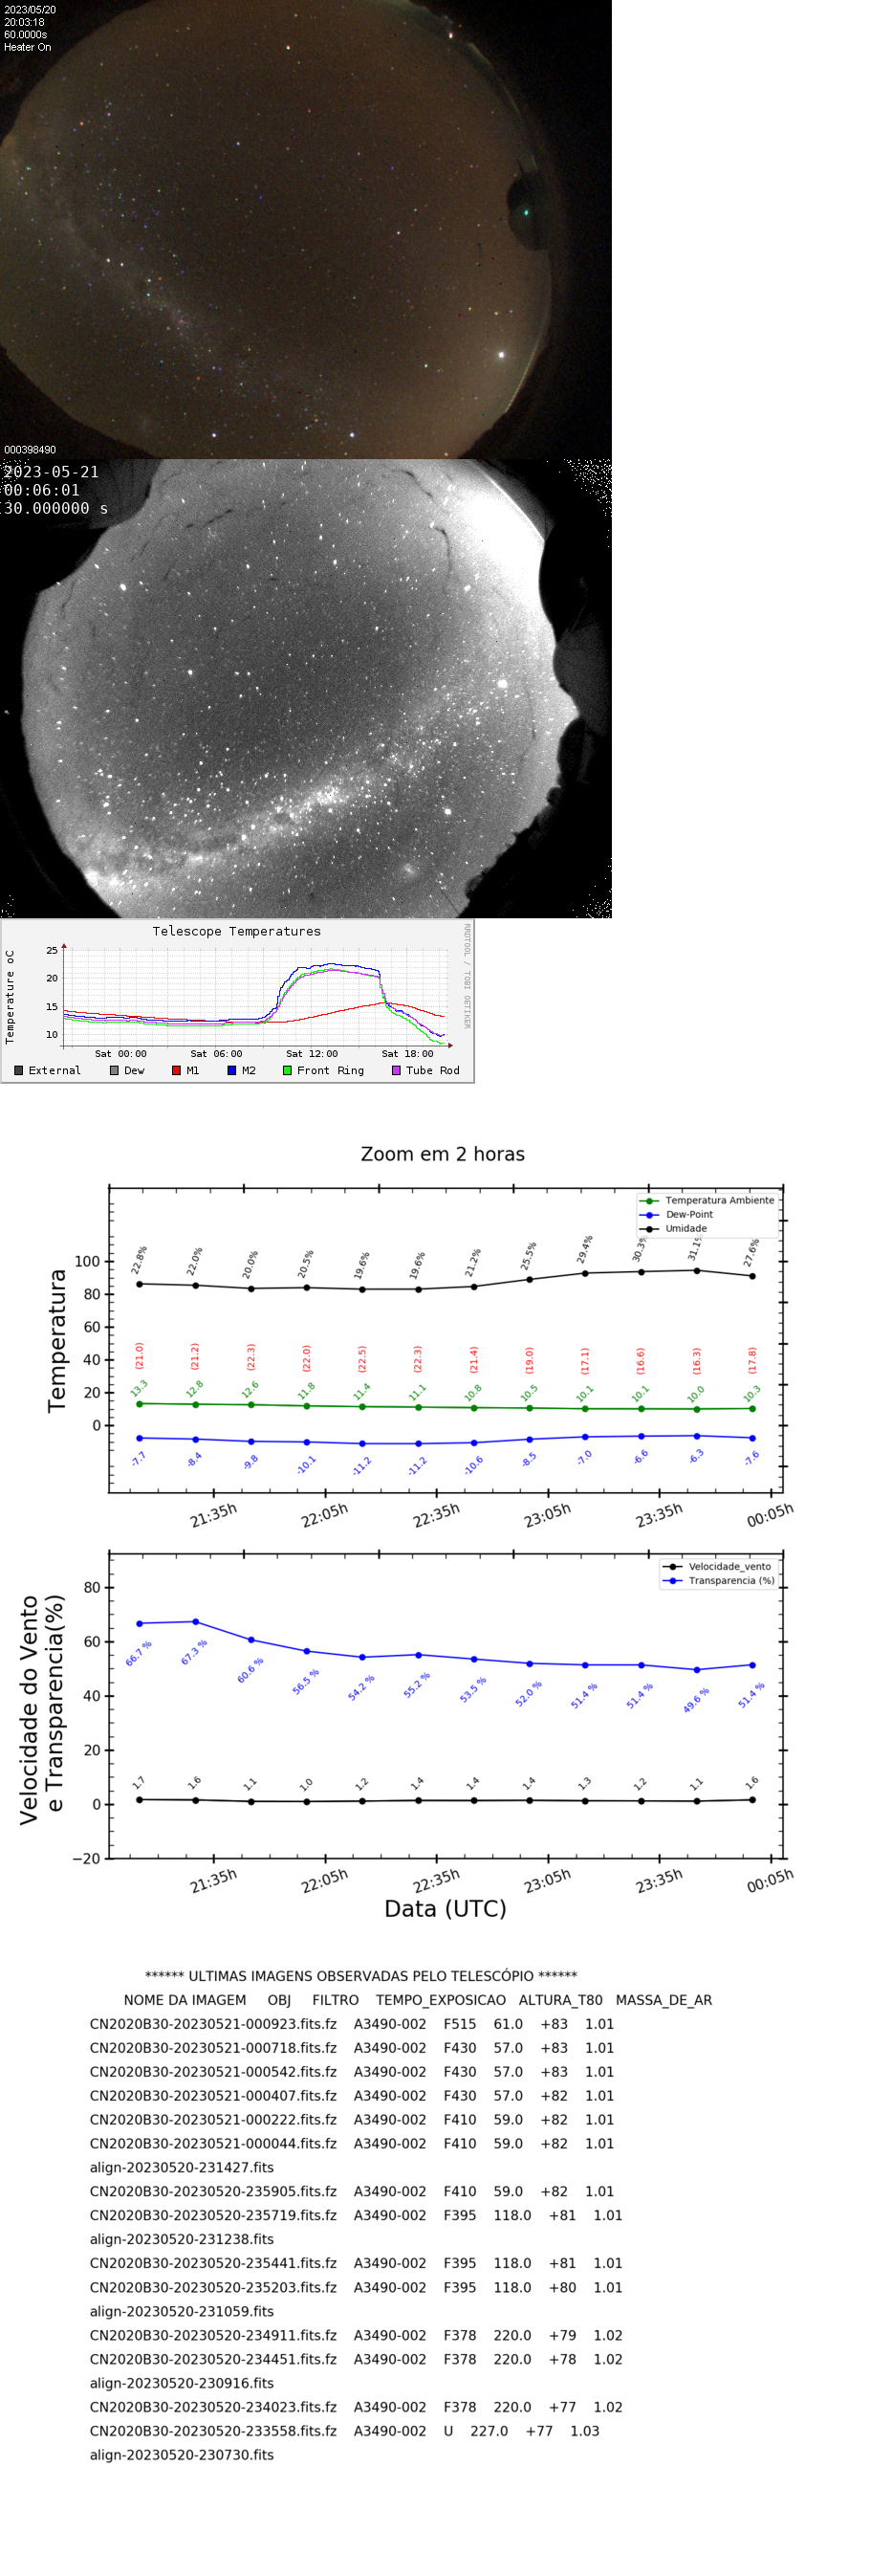 2023/05/20
20:03:18
60.0000s
Heater On
000398490
2023-05-21
00:06:01
30.000000 s
Telescope Temperatures
RRDTOOL / TOBI OETIKER
Temperature oC
25
20
15
10
Sat 00:00 Sat 06:00 Sat 12:00 Sat 18:00
External Dew M1 M2 Front Ring Tube Rod
Zoom em 2 horas
Temperatura Ambiente
Dew-Point
Umidade
Temperatura
100
80
60
40
20
0
22.8% 22.0% 20.0% 20.5% 19.6% 19.6% 21.2% 25.5% 29.4% 30.3% 31.1% 27.6%
(21.0) (21.2) (22.3) (22.0) (22.5) (22.3) (21.4) (19.0) (17.1) (16.6) (16.3) (17.8)
13.3 12.8 12.6 11.8 11.4 11.1 10.8 10.5 10.1 10.1 10.0 10.3
-7.7 -8.4 -9.8 -10.1 -11.2 -11.2 -10.6 -8.5 -7.0 -6.6 -6.3 -7.6
21:35h 22:05h 22:35h 23:05h 23:35h 00:05h
Velocidade_vento
Transparencia (%)
Velocidade do Vento
e Transparencia(%)
80
60
40
20
0
−20
66.7 % 67.3 % 60.6 % 56.5 % 54.2 % 55.2 % 53.5 % 52.0 % 51.4 % 51.4 % 49.6 % 51.4 %
1.7 1.6 1.1 1.0 1.2 1.4 1.4 1.4 1.3 1.2 1.1 1.6
21:35h 22:05h 22:35h 23:05h 23:35h 00:05h
Data (UTC)
****** ULTIMAS IMAGENS OBSERVADAS PELO TELESCÓPIO ******
NOME DA IMAGEM OBJ FILTRO TEMPO_EXPOSICAO ALTURA_T80 MASSA_DE_AR
CN2020B30-20230521-000923.fits.fz A3490-002 F515 61.0 +83 1.01
CN2020B30-20230521-000718.fits.fz A3490-002 F430 57.0 +83 1.01
CN2020B30-20230521-000542.fits.fz A3490-002 F430 57.0 +83 1.01
CN2020B30-20230521-000407.fits.fz A3490-002 F430 57.0 +82 1.01
CN2020B30-20230521-000222.fits.fz A3490-002 F410 59.0 +82 1.01
CN2020B30-20230521-000044.fits.fz A3490-002 F410 59.0 +82 1.01
align-20230520-231427.fits
CN2020B30-20230520-235905.fits.fz A3490-002 F410 59.0 +82 1.01
CN2020B30-20230520-235719.fits.fz A3490-002 F395 118.0 +81 1.01
align-20230520-231238.fits
CN2020B30-20230520-235441.fits.fz A3490-002 F395 118.0 +81 1.01
CN2020B30-20230520-235203.fits.fz A3490-002 F395 118.0 +80 1.01
align-20230520-231059.fits
CN2020B30-20230520-234911.fits.fz A3490-002 F378 220.0 +79 1.02
CN2020B30-20230520-234451.fits.fz A3490-002 F378 220.0 +78 1.02
align-20230520-230916.fits
CN2020B30-20230520-234023.fits.fz A3490-002 F378 220.0 +77 1.02
CN2020B30-20230520-233558.fits.fz A3490-002 U 227.0 +77 1.03
align-20230520-230730.fits